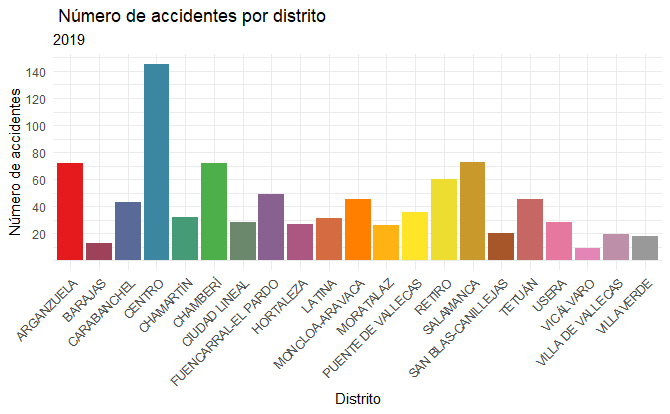 Número de accidentes por distrito
2019
Número de accidentes
140
120
100
80
60
40
20
ARGANZUELA
BARAJAS
CARABANCHEL
CENTRO
CHAMARTÍN
CHAMBERÍ
CIUDAD LINEAL
FUENCARRAL-EL PARDO
HORTALEZA
LATINA
MONCLOA-ARAVACA
MORATALAZ
PUENTE DE VALLECAS
RETIRO
SALAMANCA
SAN BLAS-CANILLEJAS
TETUÁN
USERA
VICÁLVARO
VILLA DE VALLECAS
VILLAVERDE
Distrito